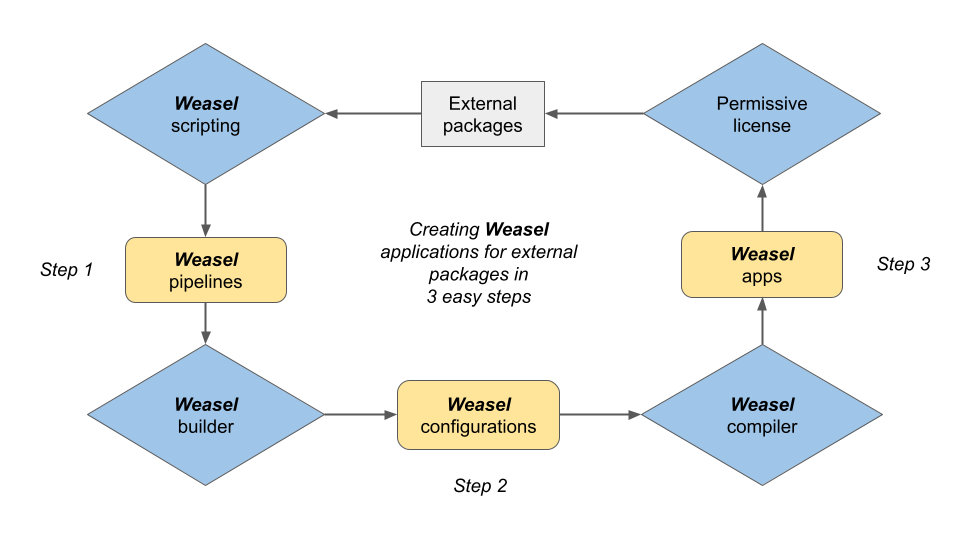 Weasel
scripting
External
packages
Permissive
license
Creating Weasel
applications for external
packages in
3 easy steps
Step 1
Weasel
pipelines
Weasel
apps
Step 3
Weasel
builder
Weasel
configurations
Weasel
compiler
Step 2